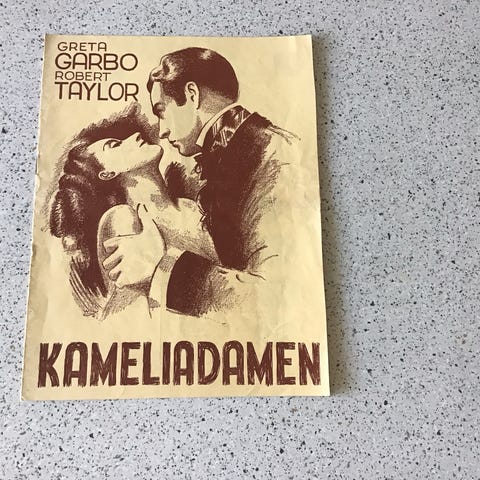 GRETA
GARBO
ROBERT
TAYLOR
KAMELIADAMEN